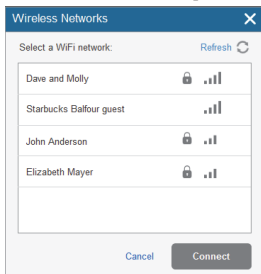 Wireless Networks
Select a WiFi network:
Refresh
Dave and Molly
Starbucks Balfour guest
John Anderson
Elizabeth Mayer
Cancel
Connect